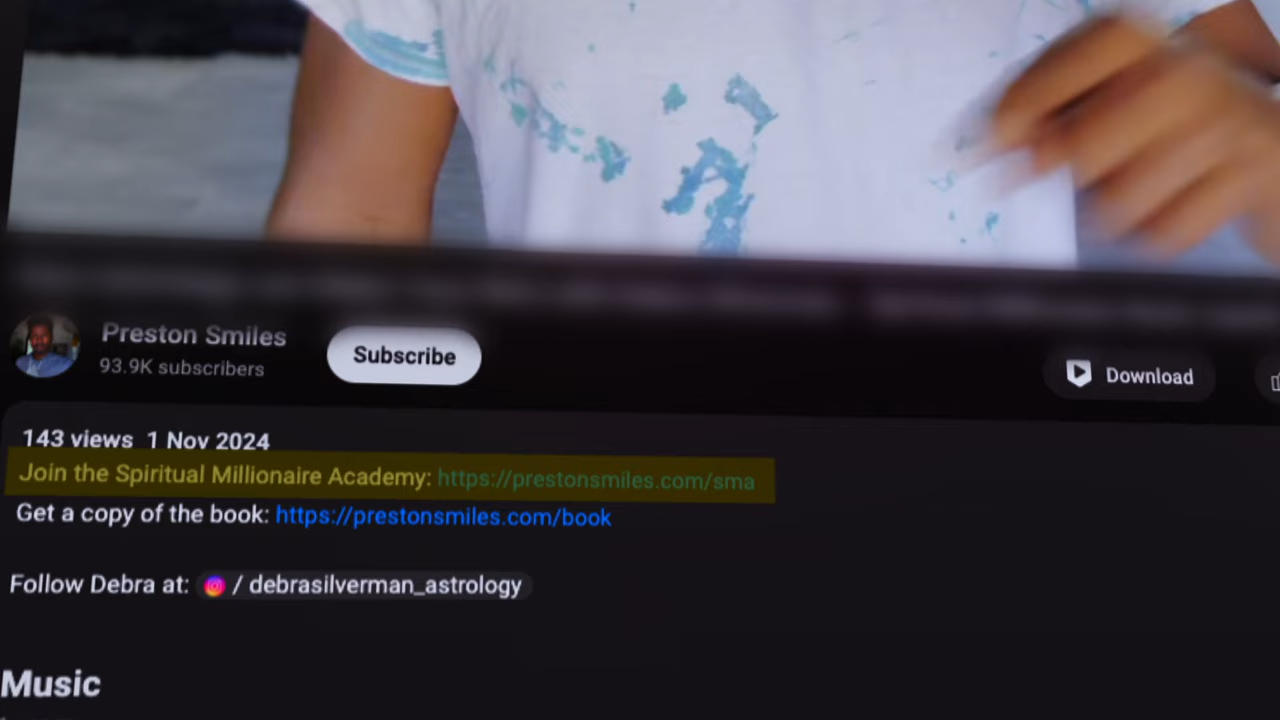 Preston Smiles
93.9K subscribers
Subscribe
Download
143 views 1 Nov 2024
Join the Spiritual Millionaire Academy: https://prestonsmiles.com/sma
Get a copy of the book: https://prestonsmiles.com/book
Follow Debra at: / debrasilverman_astrology
Music